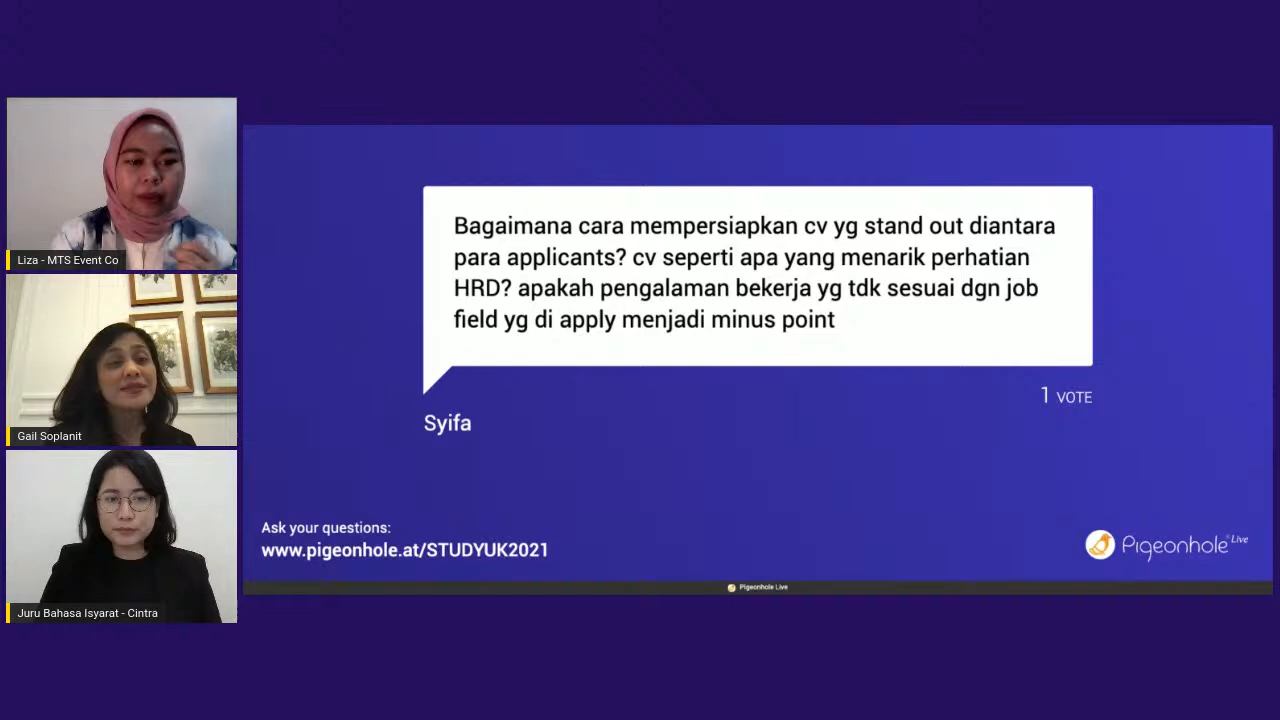 Liza - MTS Event Co
Gail Soplanit
Juru Bahasa Isyarat - Cintra
Bagaimana cara mempersiapkan cv yg stand out diantara
para applicants? cv seperti apa yang menarik perhatian
HRD? apakah pengalaman bekerja yg tdk sesuai dgn job
field yg di apply menjadi minus point
1 VOTE
Syifa
Ask your questions:
www.pigeonhole.at/STUDYUK2021
Pigeonhole Live
Pigeonhole Live